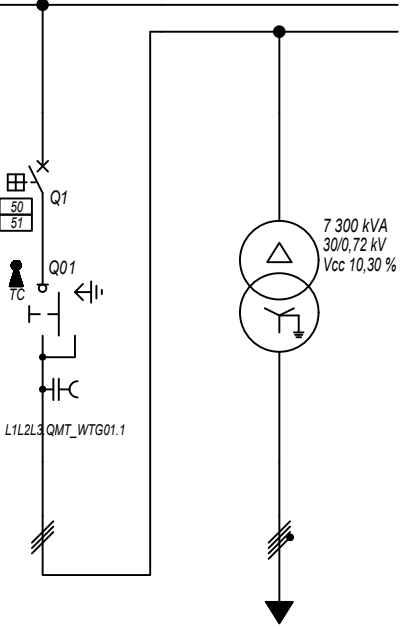 Q1
50
51
Q01
TC
L1L2L3 QMT_WTG01.1
7 300 kVA
30/0,72 kV
Vcc 10,30 %